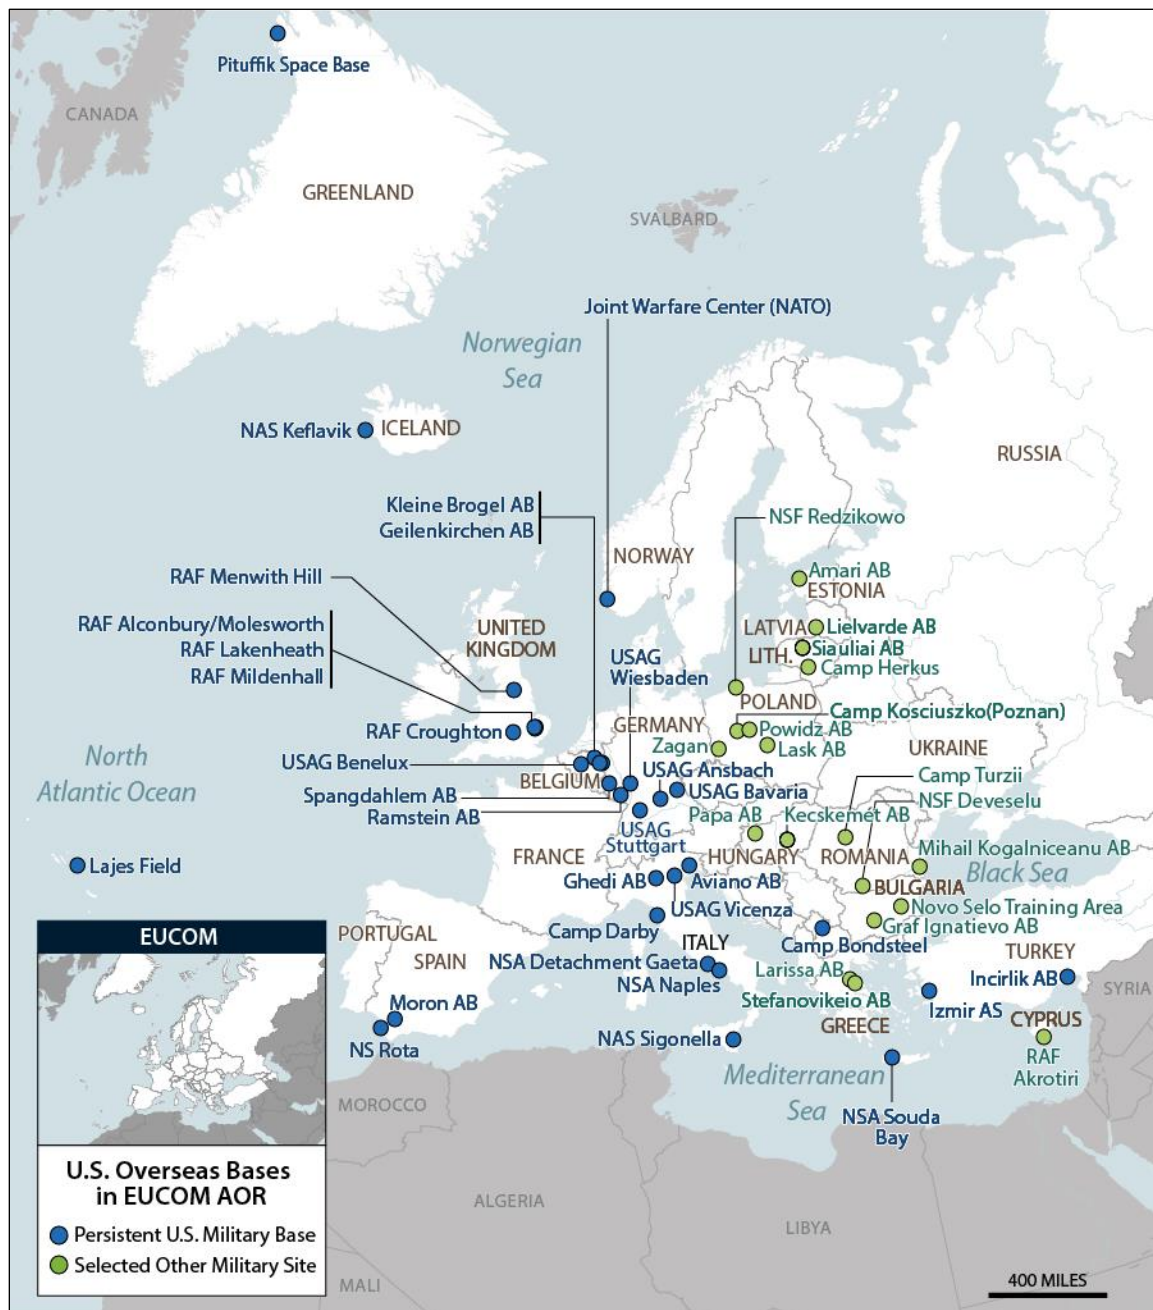 Pituffik Space Base
CANADA
GREENLAND
SVALBARD
Joint Warfare Center (NATO)
Norwegian
Sea
NAS Keflavik
ICELAND
RUSSIA
Kleine Brogel AB
Geilenkirchen AB
NSF Redzikowo
NORWAY
RAF Menwith Hill
Amari AB
ESTONIA
RAF Alconbury/Molesworth
RAF Lakenheath
RAF Mildenhall
UNITED
KINGDOM
LATVIA
Lielvarde AB
USAG
Wiesbaden
LITH.
Siauliai AB
Camp Herkus
POLAND
Camp Kosciuszko(Poznan)
RAF Croughton
GERMANY
Powidz AB
Zagan
Lask AB
UKRAINE
North
Atlantic Ocean
USAG Benelux
BELGIUM
USAG Ansbach
USAG Bavaria
Camp Turzii
NSF Deveselu
Spangdahlem AB
Ramstein AB
USAG
Stuttgart
Papa AB
Kecskemet AB
Mihail Kogalniceanu AB
Lajes Field
FRANCE
HUNGARY
ROMANIA
Black Sea
Ghedi AB
Aviano AB
BULGARIA
USAG Vicenza
Novo Selo Training Area
Graf Ignatievo AB
Camp Darby
PORTUGAL
SPAIN
ITALY
Camp Bondsteel
TURKEY
NSA Detachment Gaeta
NSA Naples
Larissa AB
Incirlik AB
SYRIA
Moron AB
Stefanovikeio AB
Izmir AS
GREECE
CYPRUS
NS Rota
NAS Sigonella
RAF
Akrotiri
Mediterranean
Sea
MOROCCO
NSA Souda
Bay
ALGERIA
LIBYA
MALI
EUCOM
U.S. Overseas Bases
in EUCOM AOR
Persistent U.S. Military Base
Selected Other Military Site
400 MILES